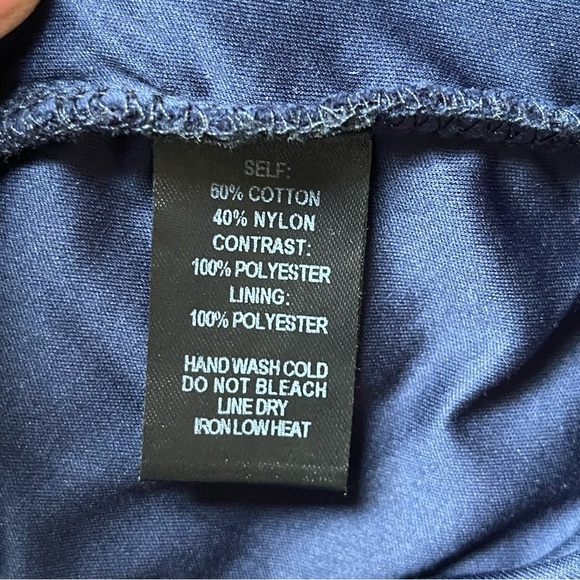 SELF:
60% COTTON
40% NYLON
CONTRAST:
100% POLYESTER
LINING:
100% POLYESTER
HAND WASH COLD
DO NOT BLEACH
LINE DRY
IRON LOW HEAT